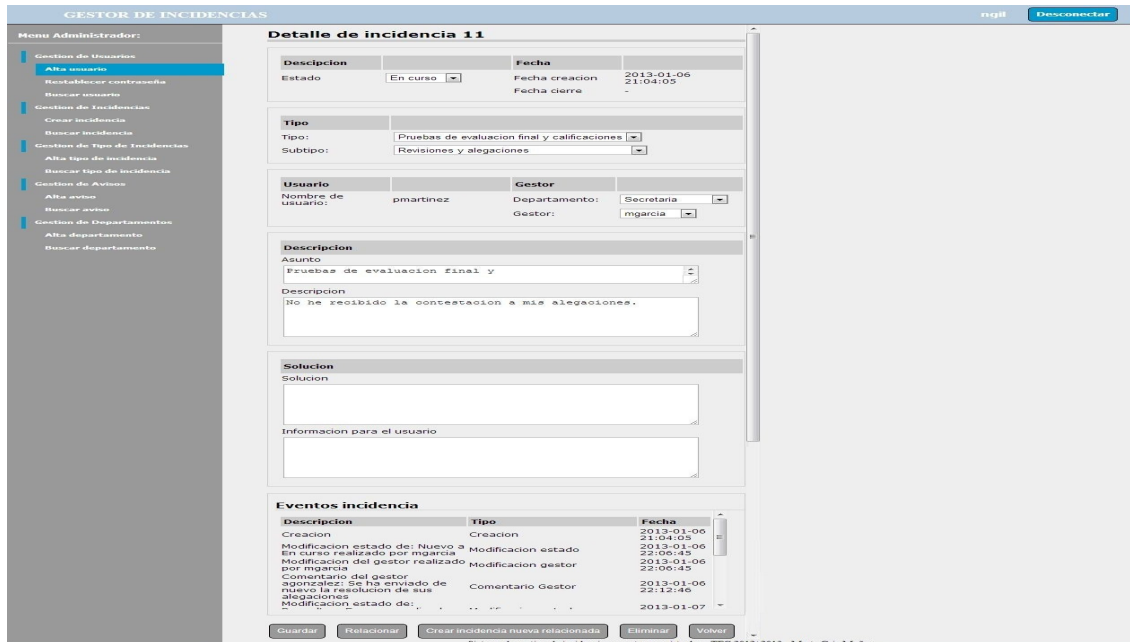 GESTOR DE INCIDENCIAS
ngil
Desconectar
Menu Administrador:
Gestion de Usuarios
Alta usuario
Restablecer contraseña
Buscar usuario
Gestion de Incidencias
Crear incidencia
Buscar incidencia
Gestion de Tipo de Incidencias
Alta tipo de incidencia
Buscar tipo de incidencia
Gestion de Avisos
Alta aviso
Buscar aviso
Gestion de Departamentos
Alta departamento
Buscar departamento
Detalle de incidencia 11
Descipcion Fecha
Estado En curso Fecha creacion 2013-01-06 21:04:05
Fecha cierre -
Tipo
Tipo: Pruebas de evaluacion final y calificaciones
Subtipo: Revisiones y alegaciones
Usuario Gestor
Nombre de usuario: pmartinez Departamento: Secretaria
Gestor: mgarcia
Descripcion
Asunto
Pruebas de evaluacion final y
Descripcion
No he recibido la contestacion a mis alegaciones.
Solucion
Solucion
Informacion para el usuario
Eventos incidencia
Descripcion Tipo Fecha
Creacion Creacion 2013-01-06 21:04:05
Modificacion estado de: Nuevo a En curso realizado por mgarcia Modificacion estado 2013-01-06 22:06:45
Modificacion del gestor realizado por mgarcia Modificacion gestor 2013-01-06 22:06:45
Comentario del gestor agonzalez: Se ha enviado de nuevo la resolucion de sus alegaciones Comentario Gestor 2013-01-06 22:12:46
Modificacion estado de: 2013-01-07
Guardar Relacionar Crear incidencia nueva relacionada Eliminar Volver